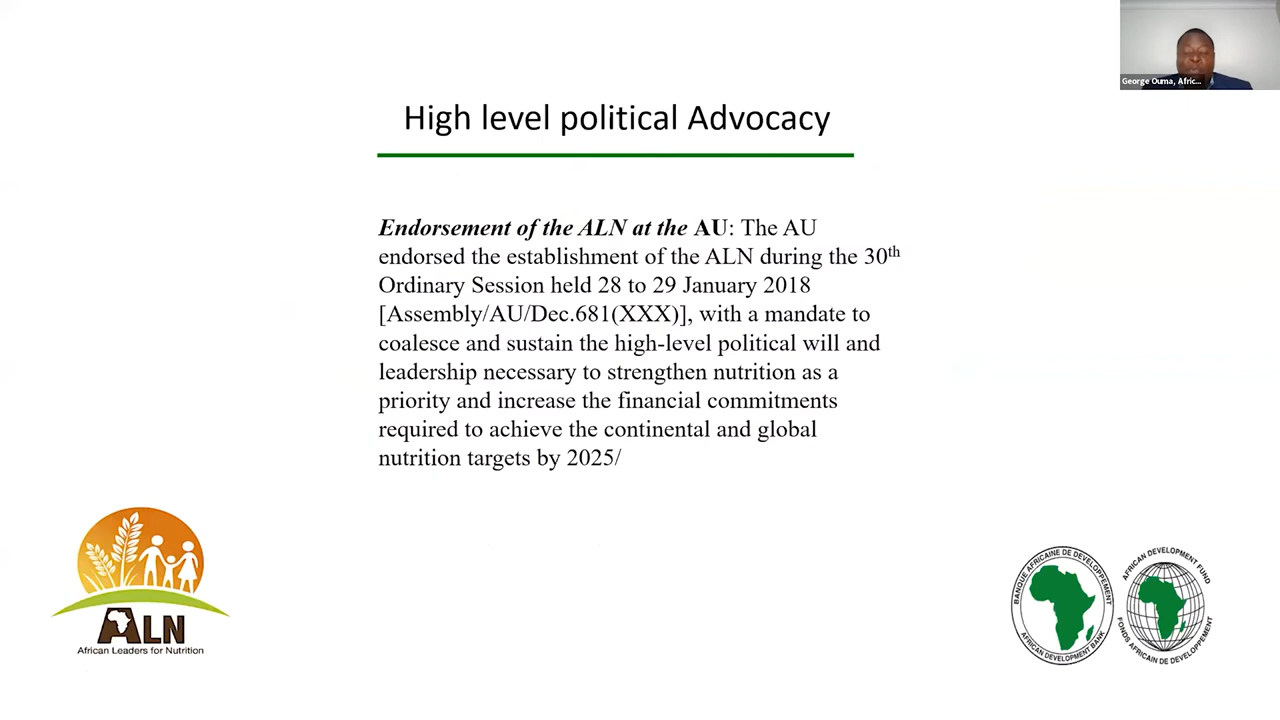 George Ouma, Afric...
High level political Advocacy
Endorsement of the ALN at the AU: The AU
endorsed the establishment of the ALN during the 30th
Ordinary Session held 28 to 29 January 2018
[Assembly/AU/Dec.681(XXX)], with a mandate to
coalesce and sustain the high-level political will and
leadership necessary to strengthen nutrition as a
priority and increase the financial commitments
required to achieve the continental and global
nutrition targets by 2025/
ALN
African Leaders for Nutrition
BANQUE AFRICAINE DE DEVELOPPEMENT
AFRICAN DEVELOPMENT BANK
AFRICAN DEVELOPMENT FUND
FONDS AFRICAIN DE DEVELOPPEMENT